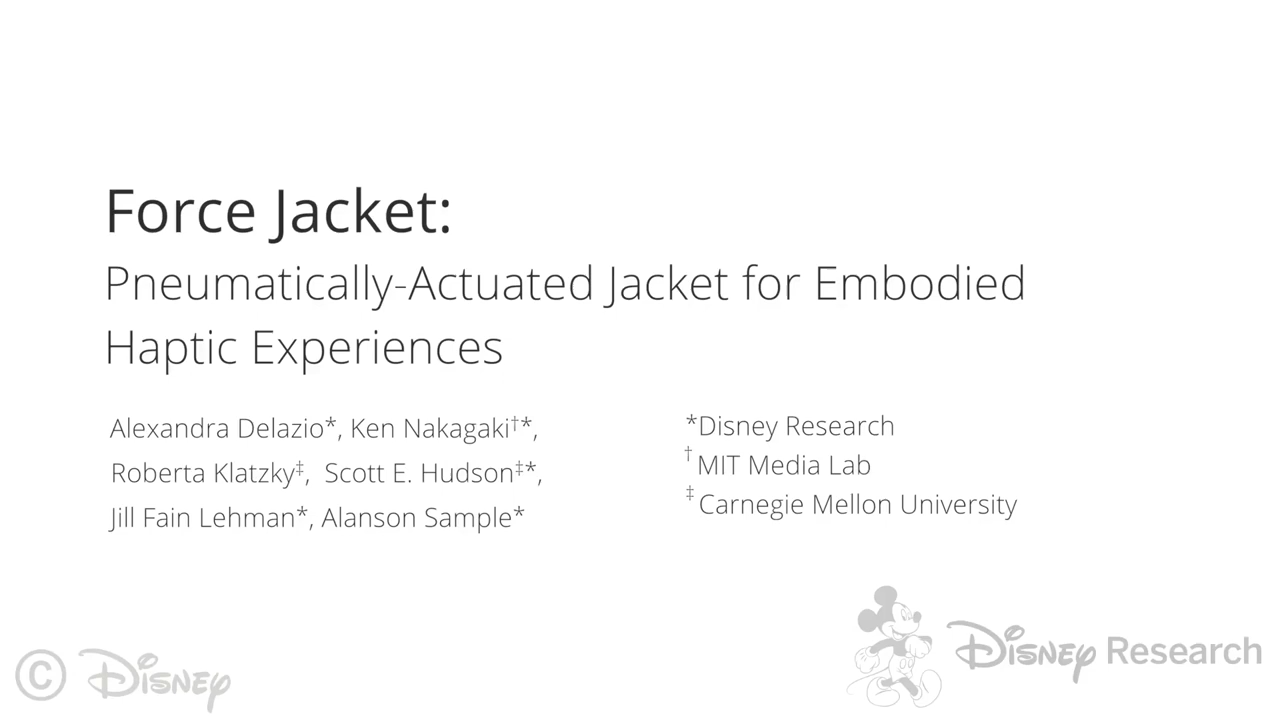 Force Jacket:
Pneumatically-Actuated Jacket for Embodied
Haptic Experiences
Alexandra Delazio*, Ken Nakagaki†*,
Roberta Klatzky‡, Scott E. Hudson‡*,
Jill Fain Lehman*, Alanson Sample*
*Disney Research
† MIT Media Lab
‡ Carnegie Mellon University
© Disney
Disney Research